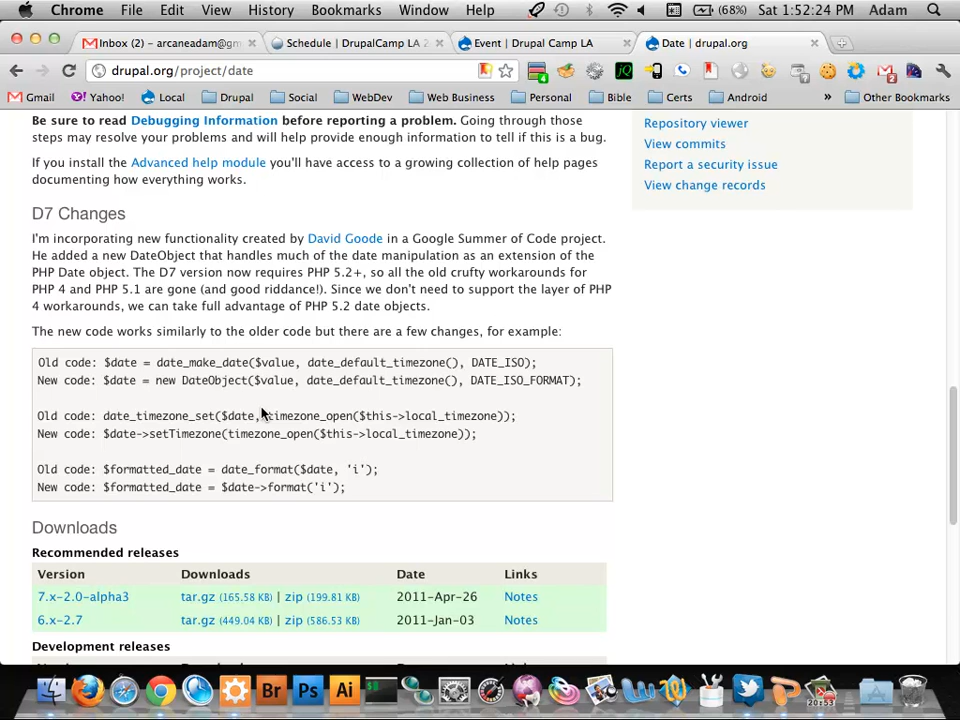 Chrome File Edit View History Bookmarks Window Help (68%) Sat 1:52:24 PM Adam
Inbox (2) – arcaneadam@gm Schedule | DrupalCamp LA 2 Event | Drupal Camp LA Date | drupal.org
drupal.org/project/date
Gmail Yahoo! Local Drupal Social WebDev Web Business Personal Bible Certs Android » Other Bookmarks
Be sure to read Debugging Information before reporting a problem. Going through those
steps may resolve your problems and will help provide enough information to tell if this is a bug.
If you install the Advanced help module you'll have access to a growing collection of help pages
documenting how everything works.
Repository viewer
View commits
Report a security issue
View change records
D7 Changes
I'm incorporating new functionality created by David Goode in a Google Summer of Code project.
He added a new DateObject that handles much of the date manipulation as an extension of the
PHP Date object. The D7 version now requires PHP 5.2+, so all the old crufty workarounds for
PHP 4 and PHP 5.1 are gone (and good riddance!). Since we don't need to support the layer of PHP
4 workarounds, we can take full advantage of PHP 5.2 date objects.
The new code works similarly to the older code but there are a few changes, for example:
Old code: $date = date_make_date($value, date_default_timezone(), DATE_ISO);
New code: $date = new DateObject($value, date_default_timezone(), DATE_ISO_FORMAT);
Old code: date_timezone_set($date, timezone_open($this->local_timezone));
New code: $date->setTimezone(timezone_open($this->local_timezone));
Old code: $formatted_date = date_format($date, 'i');
New code: $formatted_date = $date->format('i');
Downloads
Recommended releases
Version Downloads Date Links
7.x-2.0-alpha3 tar.gz (165.58 KB) | zip (199.81 KB) 2011-Apr-26 Notes
6.x-2.7 tar.gz (449.04 KB) | zip (586.53 KB) 2011-Jan-03 Notes
Development releases
Br Ps Ai
20:53